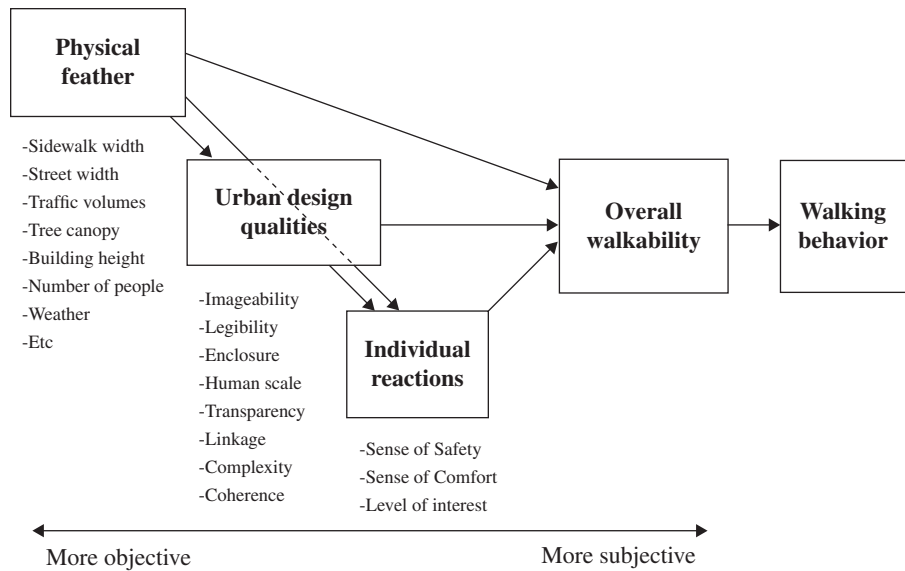 Physical
feather
-Sidewalk width
-Street width
-Traffic volumes
-Tree canopy
-Building height
-Number of people
-Weather
-Etc
Urban design
qualities
-Imageability
-Legibility
-Enclosure
-Human scale
-Transparency
-Linkage
-Complexity
-Coherence
Individual
reactions
-Sense of Safety
-Sense of Comfort
-Level of interest
Overall
walkability
Walking
behavior
More objective
More subjective